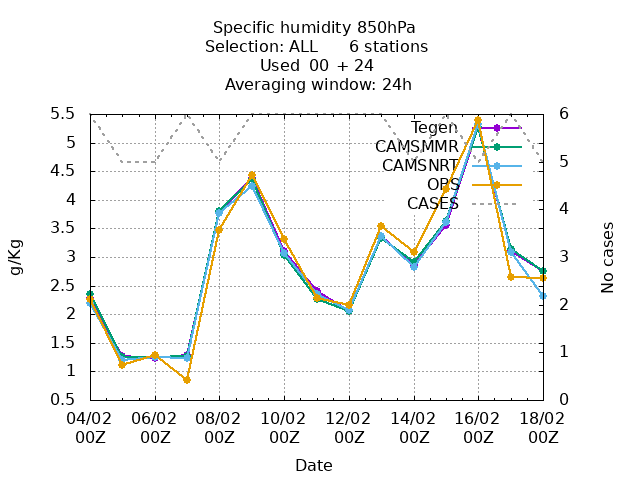 Specific humidity 850hPa
Selection: ALL 6 stations
Used 00 + 24
Averaging window: 24h
5.5
5
4.5
4
3.5
3
2.5
2
1.5
1
0.5
g/Kg
Tegen
CAMSMMR
CAMSNRT
OBS
CASES
6
5
4
3
2
1
0
No cases
04/02 06/02 08/02 10/02 12/02 14/02 16/02 18/02
00Z 00Z 00Z 00Z 00Z 00Z 00Z 00Z
Date